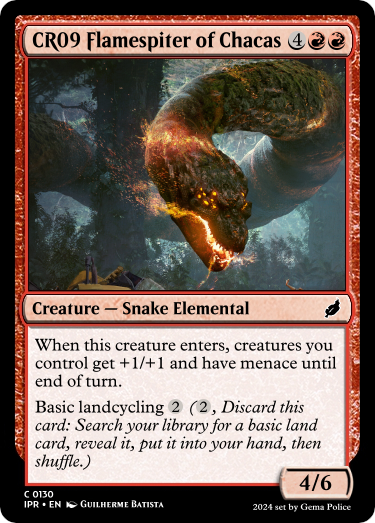 CR09 Flamespiter of Chacas 4
Creature — Snake Elemental
When this creature enters, creatures you
control get +1/+1 and have menace until
end of turn.
Basic landcycling 2 (2, Discard this
card: Search your library for a basic land
card, reveal it, put it into your hand, then
shuffle.)
4/6
C 0130
IPR • EN Guilherme Batista
2024 set by Gema Police